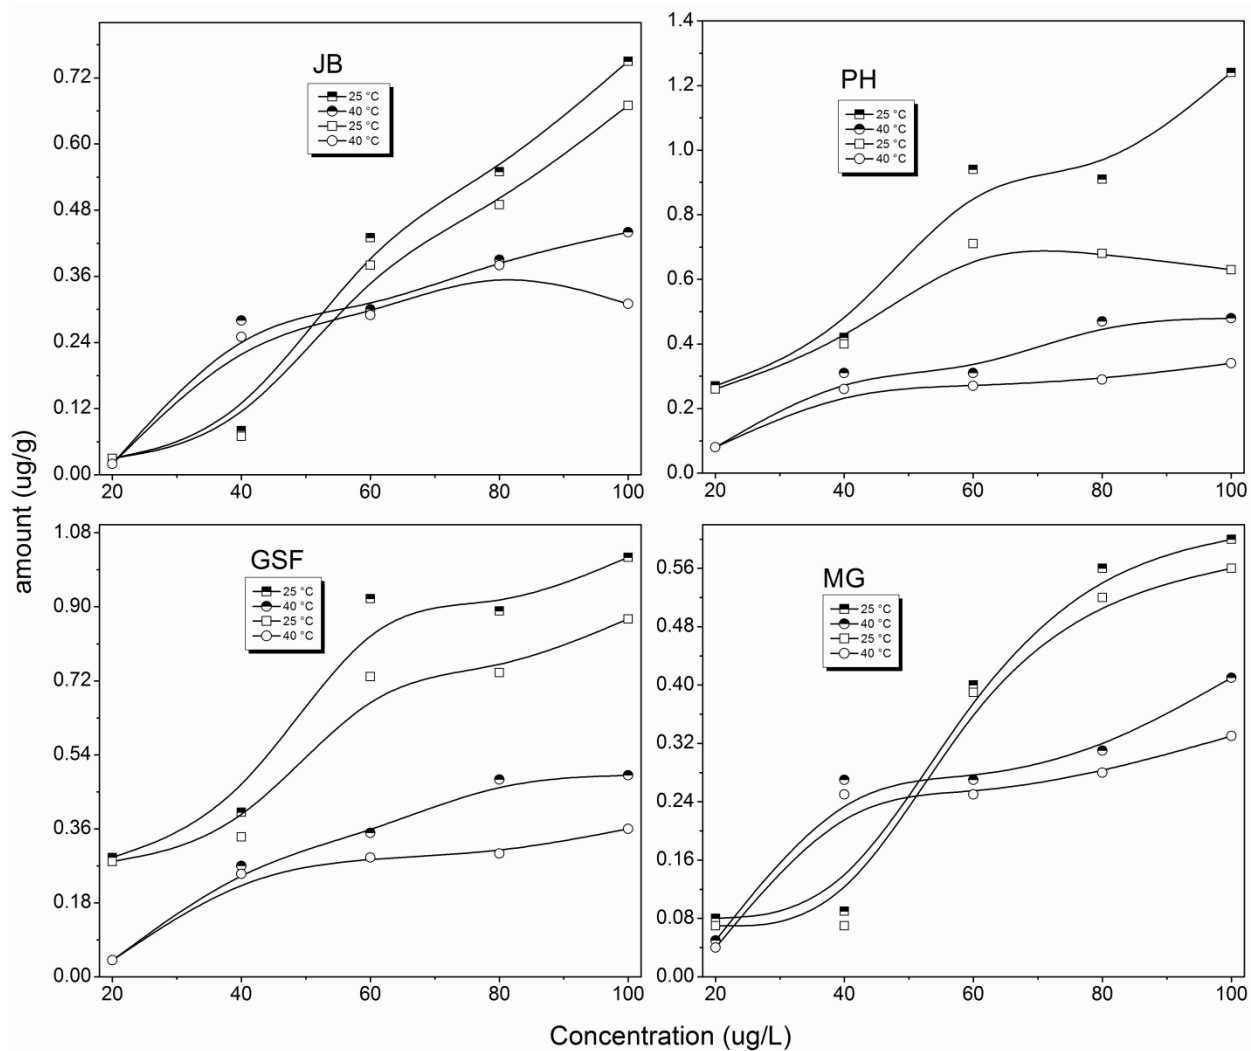 JB
25 °C
40 °C
25 °C
40 °C
0.72
0.60
0.48
0.36
0.24
0.12
0.00
20 40 60 80 100
PH
25 °C
40 °C
25 °C
40 °C
1.4
1.2
1.0
0.8
0.6
0.4
0.2
0.0
20 40 60 80 100
amount (ug/g)
GSF
25 °C
40 °C
25 °C
40 °C
1.08
0.90
0.72
0.54
0.36
0.18
0.00
20 40 60 80 100
MG
25 °C
40 °C
25 °C
40 °C
0.56
0.48
0.40
0.32
0.24
0.16
0.08
0.00
20 40 60 80 100
Concentration (ug/L)